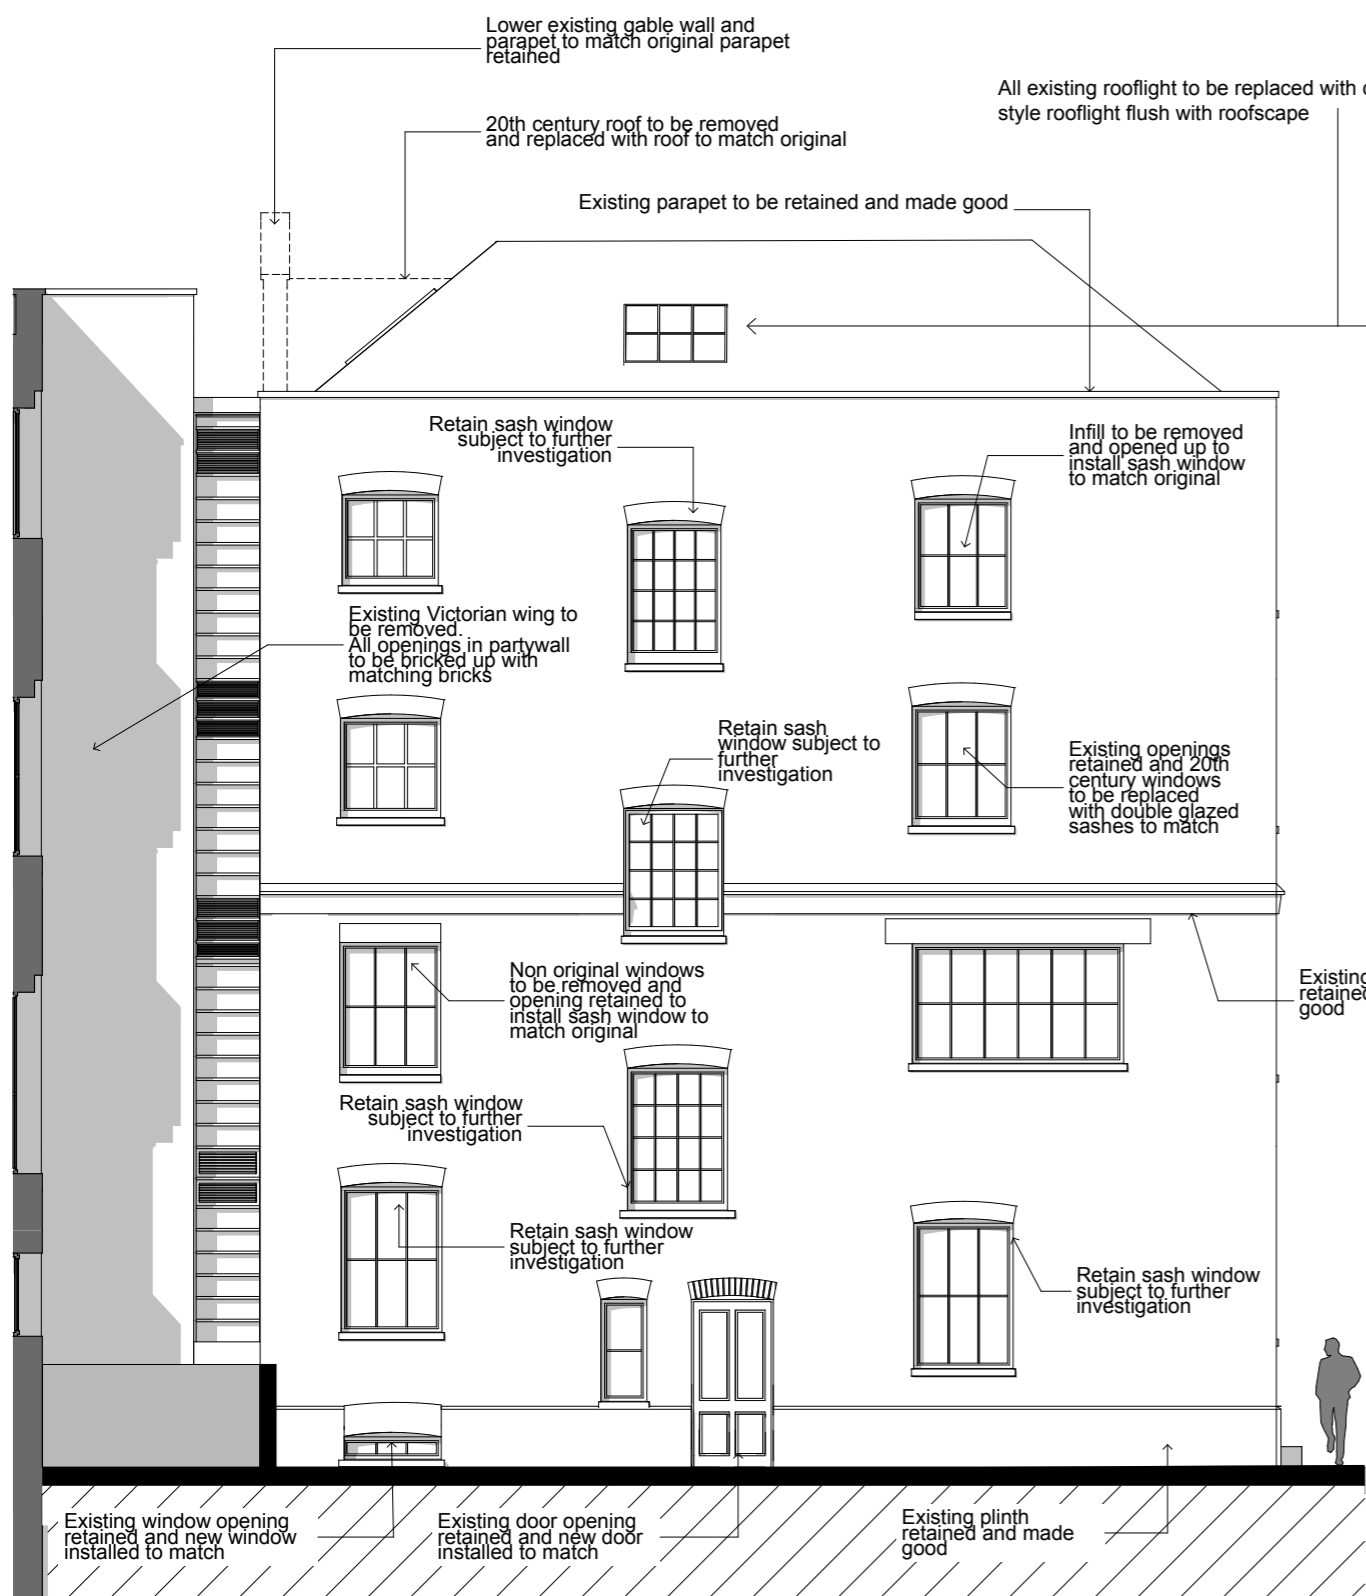 Lower existing gable wall and
parapet to match original parapet
retained
All existing rooflight to be replaced with
style rooflight flush with roofscape
20th century roof to be removed
and replaced with roof to match original
Existing parapet to be retained and made good
Retain sash window
subject to further
investigation
Infill to be removed
and opened up to
install sash window
to match original
Existing Victorian wing to
be removed.
All openings in partywall
to be bricked up with
matching bricks
Retain sash
window subject to
further
investigation
Existing openings
retained and 20th
century windows
to be replaced
with double glazed
sashes to match
Non original windows
to be removed and
opening retained to
install sash window to
match original
Existing
retained
good
Retain sash window
subject to further
investigation
Retain sash window
subject to further
investigation
Retain sash window
subject to further
investigation
Existing window opening
retained and new window
installed to match
Existing door opening
retained and new door
installed to match
Existing plinth
retained and made
good